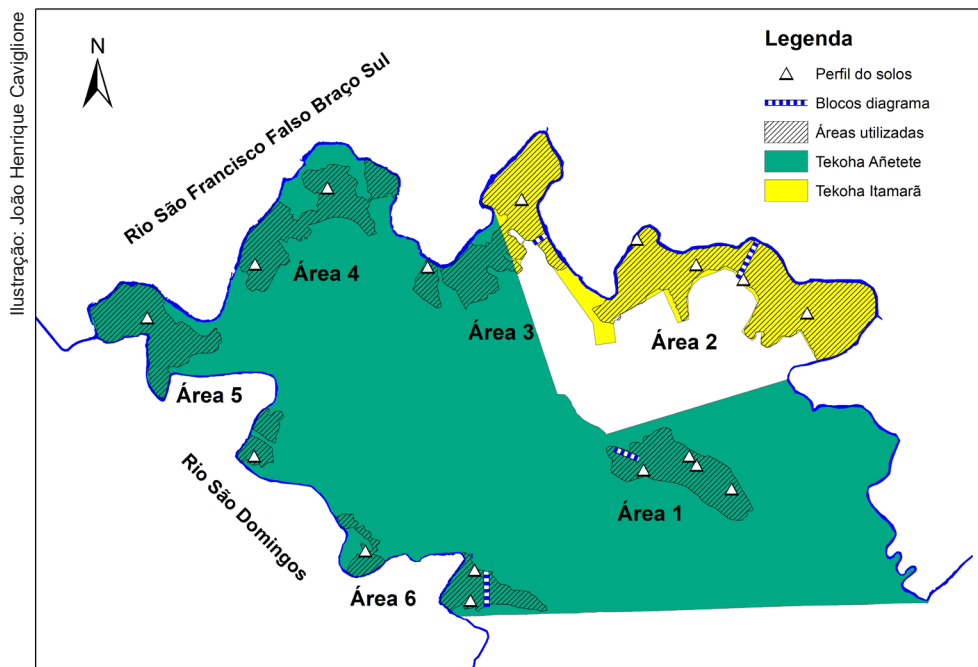 Ilustração: João Henrique Caviglione
N
Rio São Francisco Falso Braço Sul
Legenda
Perfil do solos
Blocos diagrama
Áreas utilizadas
Tekoha Añetete
Tekoha Itamarã
Área 4
Área 3
Área 2
Área 5
Rio São Domingos
Área 1
Área 6